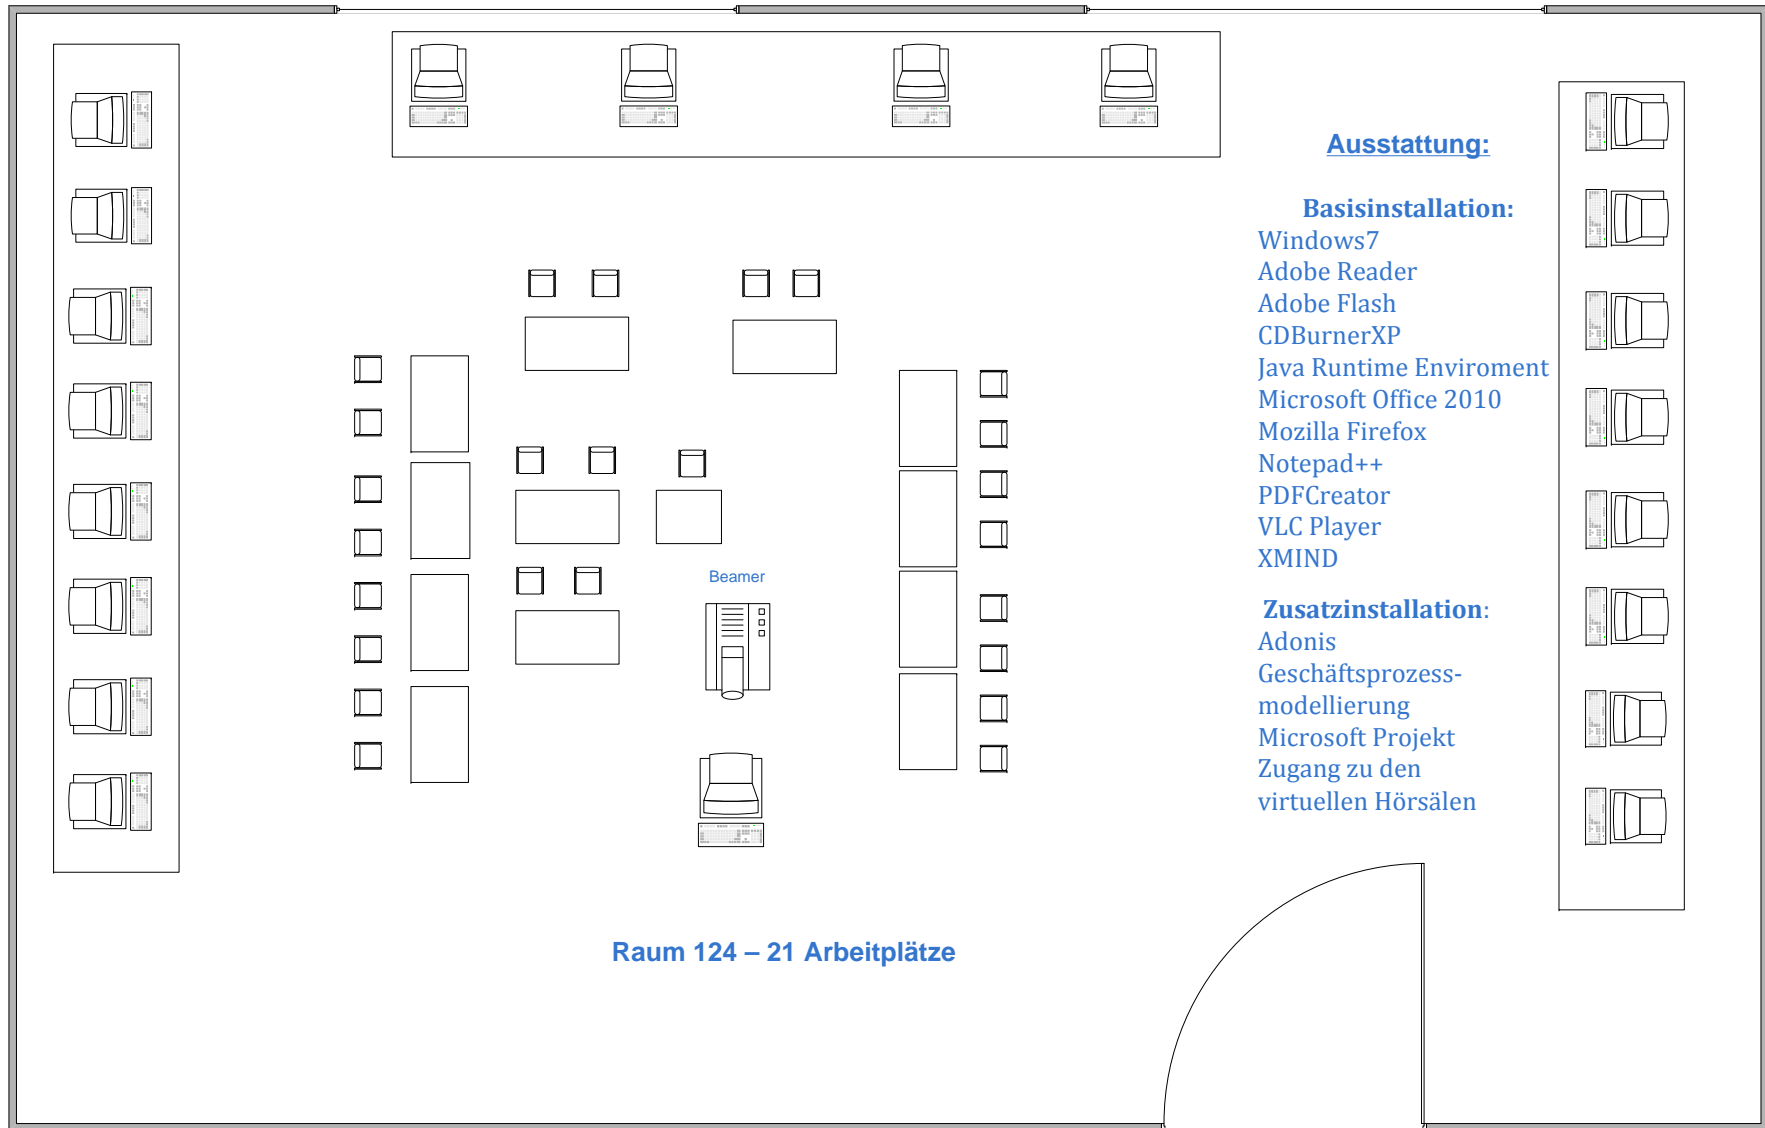 Ausstattung:
Basisinstallation:
Windows7
Adobe Reader
Adobe Flash
CDBurnerXP
Java Runtime Enviroment
Microsoft Office 2010
Mozilla Firefox
Notepad++
PDFCreator
VLC Player
XMIND
Zusatzinstallation:
Adonis
Geschäftsprozess-
modellierung
Microsoft Projekt
Zugang zu den
virtuellen Hörsälen
Beamer
Raum 124 – 21 Arbeitplätze